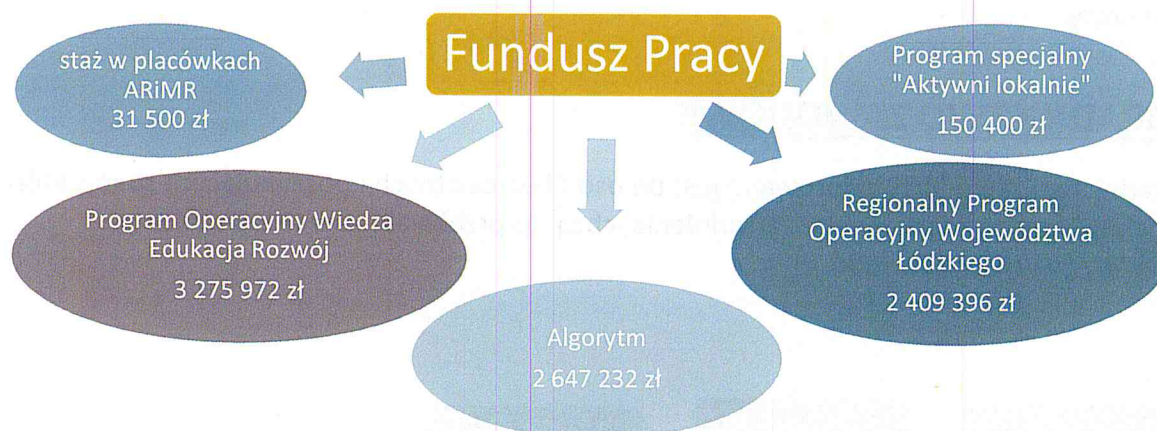 Fundusz Pracy
staż w placówkach
ARiMR
31 500 zł
Program specjalny
"Aktywni lokalnie"
150 400 zł
Program Operacyjny Wiedza
Edukacja Rozwój
3 275 972 zł
Regionalny Program
Operacyjny Województwa
Łódzkiego
2 409 396 zł
Algorytm
2 647 232 zł